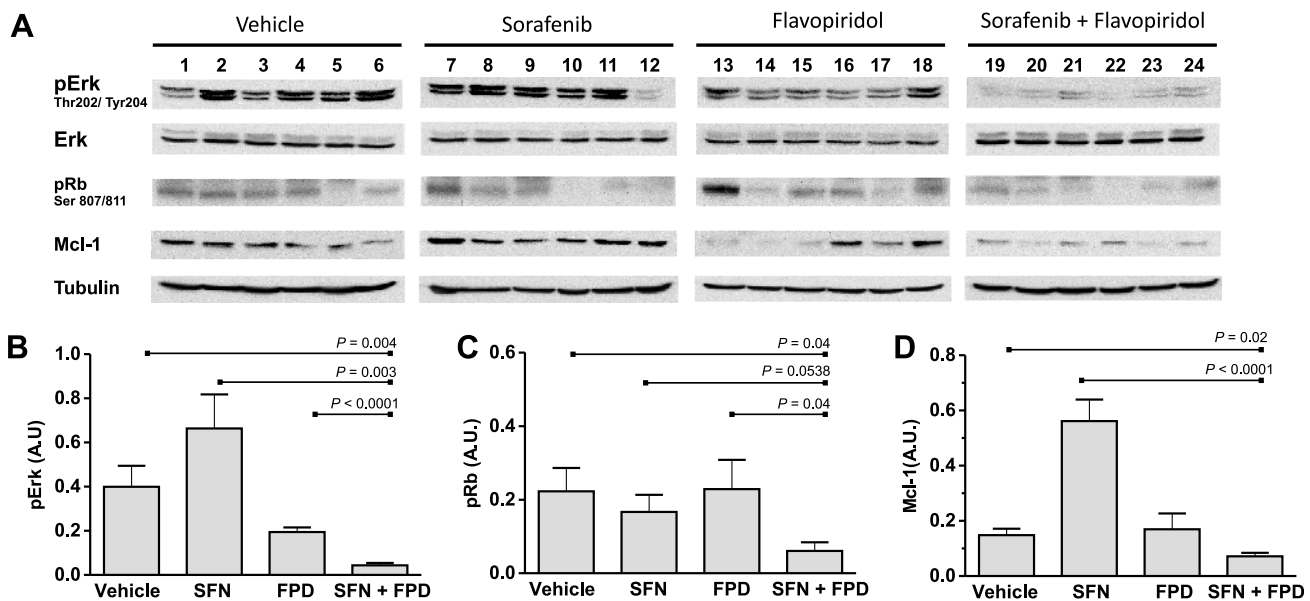 A
Vehicle Sorafenib Flavopiridol Sorafenib + Flavopiridol
1 2 3 4 5 6 7 8 9 10 11 12 13 14 15 16 17 18 19 20 21 22 23 24
pErk
Thr202/ Tyr204
Erk
pRb
Ser 807/811
Mcl-1
Tubulin
B
P = 0.004
P = 0.003
P < 0.0001
pErk (A.U)
1.0
0.8
0.6
0.4
0.2
0.0
Vehicle SFN FPD SFN + FPD
C
P = 0.04
P = 0.0538
P = 0.04
pRb (A.U.)
0.6
0.4
0.2
0.0
Vehicle SFN FPD SFN + FPD
D
P = 0.02
P < 0.0001
Mcl-1(A.U.)
0.8
0.6
0.4
0.2
0.0
Vehicle SFN FPD SFN + FPD